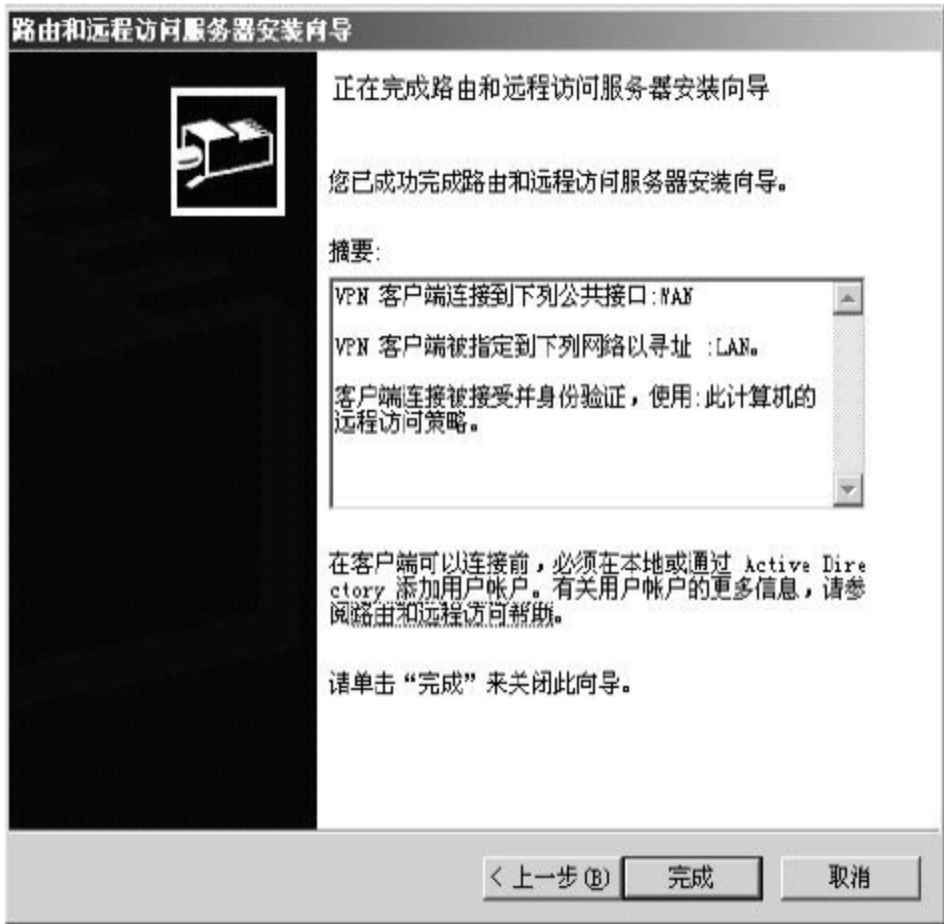 路由和远程访问服务器安装向导
正在完成路由和远程访问服务器安装向导
您已成功完成路由和远程访问服务器安装向导。
摘要:
VPN 客户端连接到下列公共接口:WAN
VPN 客户端被指定到下列网络以寻址 :LAN。
客户端连接被接受并身份验证，使用:此计算机的
远程访问策略。
在客户端可以连接前，必须在本地或通过 Active Dire
ctory 添加用户帐户。有关用户帐户的更多信息，请参
阅路由和远程访问帮助。
请单击“完成”来关闭此向导。
< 上一步(B)
完成
取消